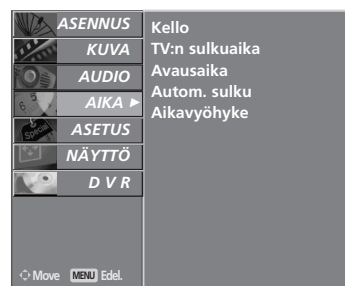 ASENNUS
KUVA
AUDIO
AIKA ►
ASETUS
NÄYTTÖ
D V R
Move MENU Edel.
Kello
TV:n sulkuaika
Avausaika
Autom. sulku
Aikavyöhyke